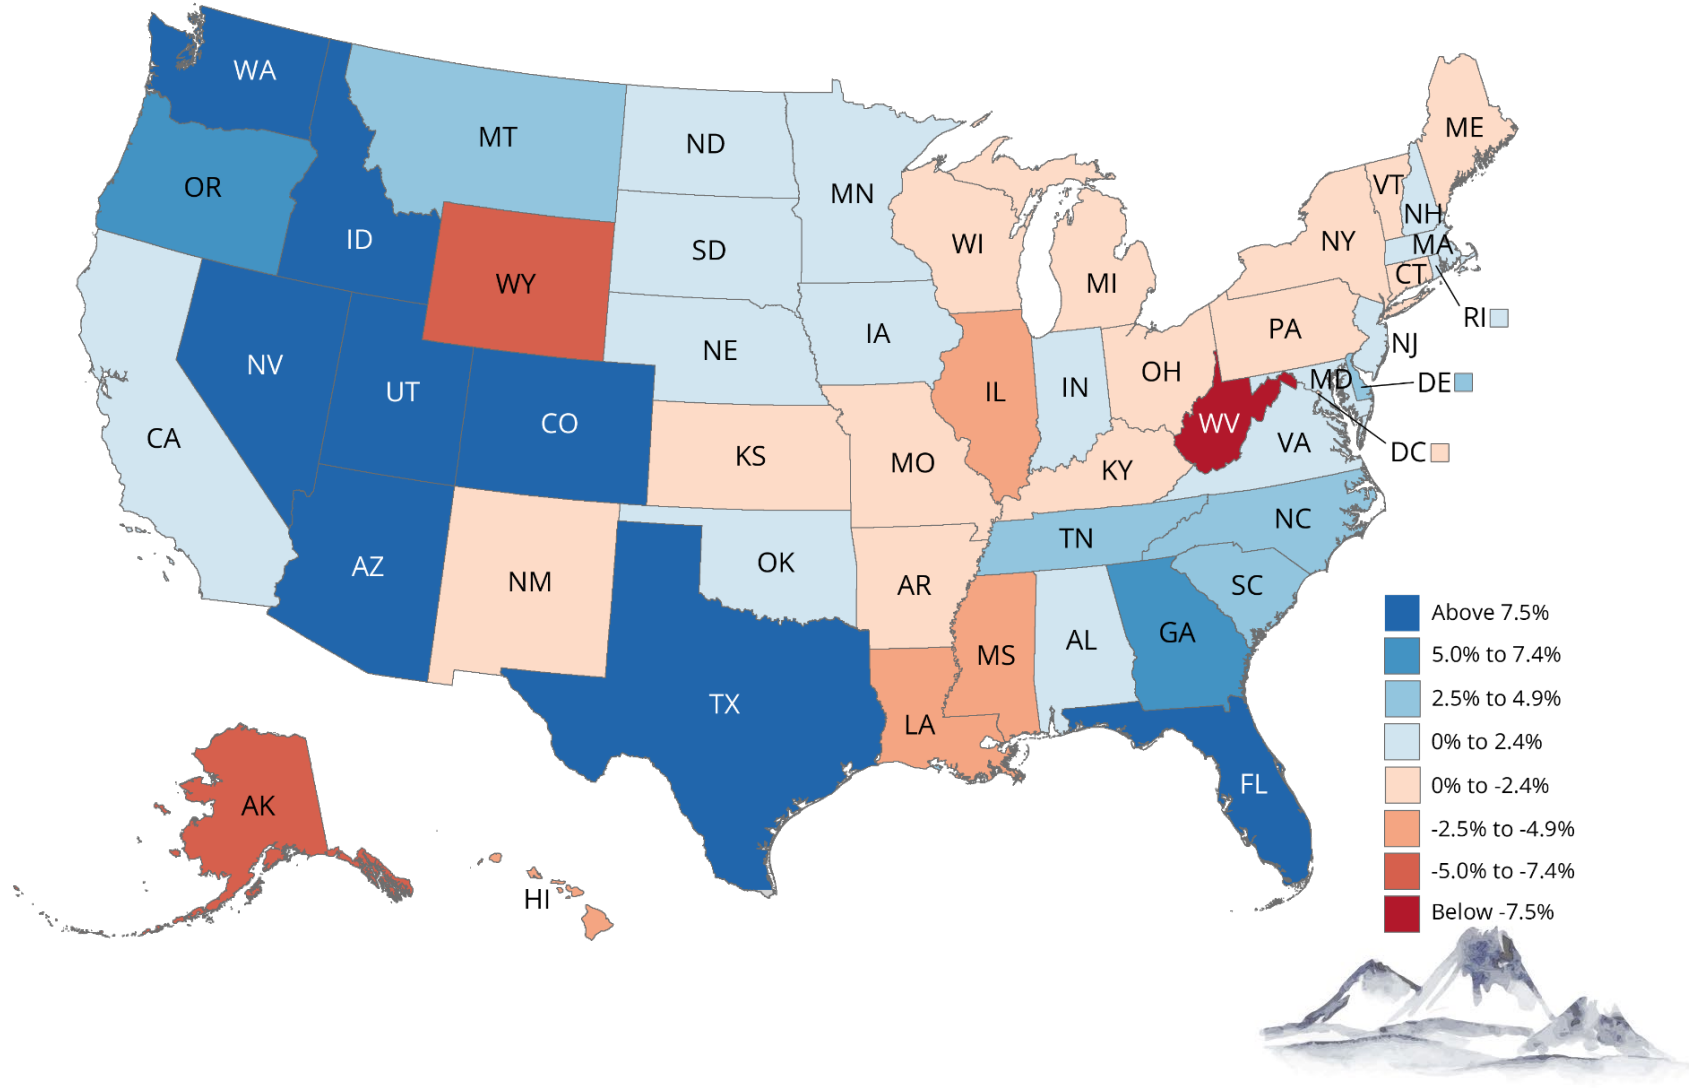 WA
MT
ND
MN
ME
OR
ID
WY
SD
WI
MI
NY
VT
NH
MA
CT
RI
NV
UT
CO
NE
IA
IL
IN
OH
PA
NJ
MD
DE
DC
CA
KS
MO
KY
WV
VA
AZ
NM
OK
AR
TN
NC
SC
TX
LA
MS
AL
GA
FL
AK
HI
Above 7.5%
5.0% to 7.4%
2.5% to 4.9%
0% to 2.4%
0% to -2.4%
-2.5% to -4.9%
-5.0% to -7.4%
Below -7.5%